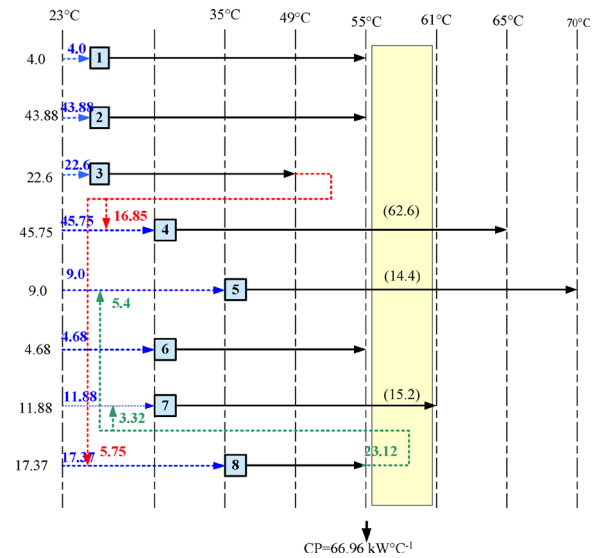 23°C 35°C 49°C 55°C 61°C 65°C 70°C
4.0 4.0 1
43.88 43.88 2
22.6 22.6 3
16.85 (62.6)
45.75 45.75 4
9.0 9.0 5 (14.4)
5.4
4.68 4.68 6
11.88 11.88 7 (15.2)
3.32
5.75 23.12
17.37 17.37 8
CP=66.96 kW°C-1